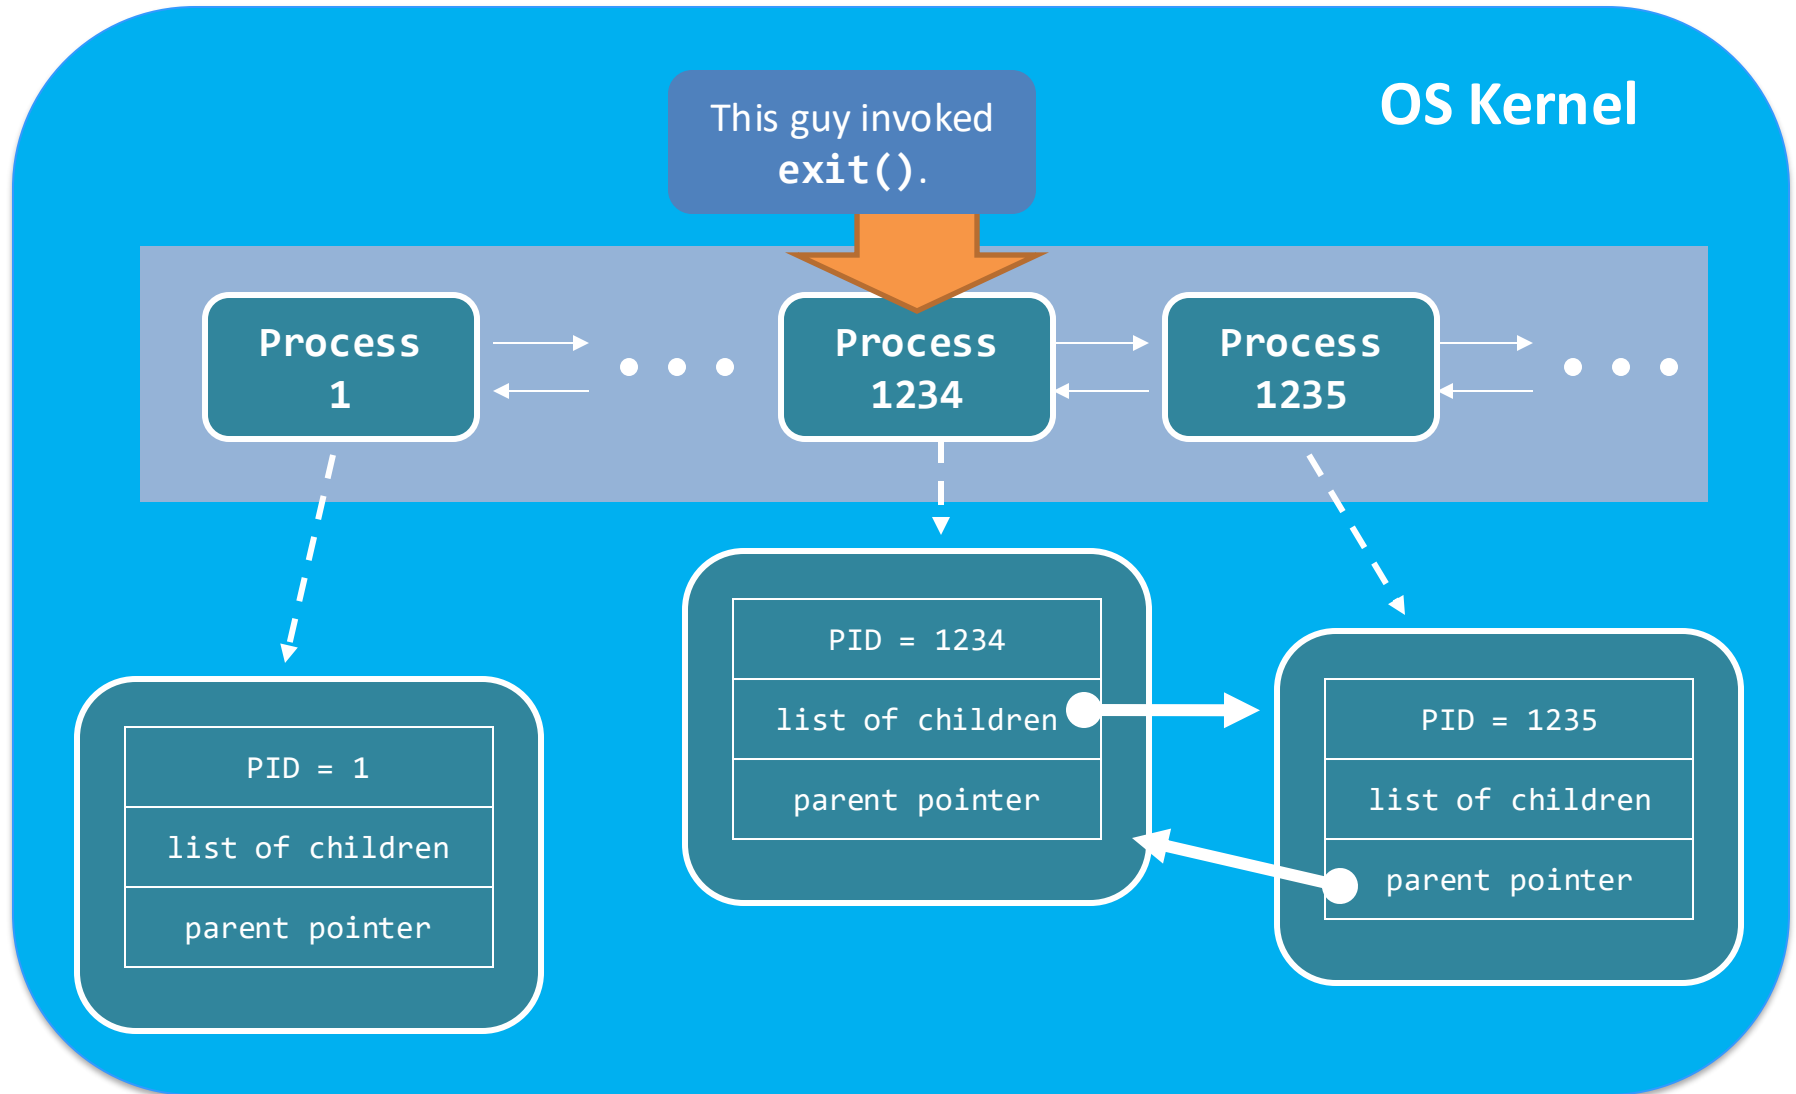 OS Kernel
This guy invoked
exit().
Process
1
Process
1234
Process
1235
PID = 1
list of children
parent pointer
PID = 1234
list of children
parent pointer
PID = 1235
list of children
parent pointer